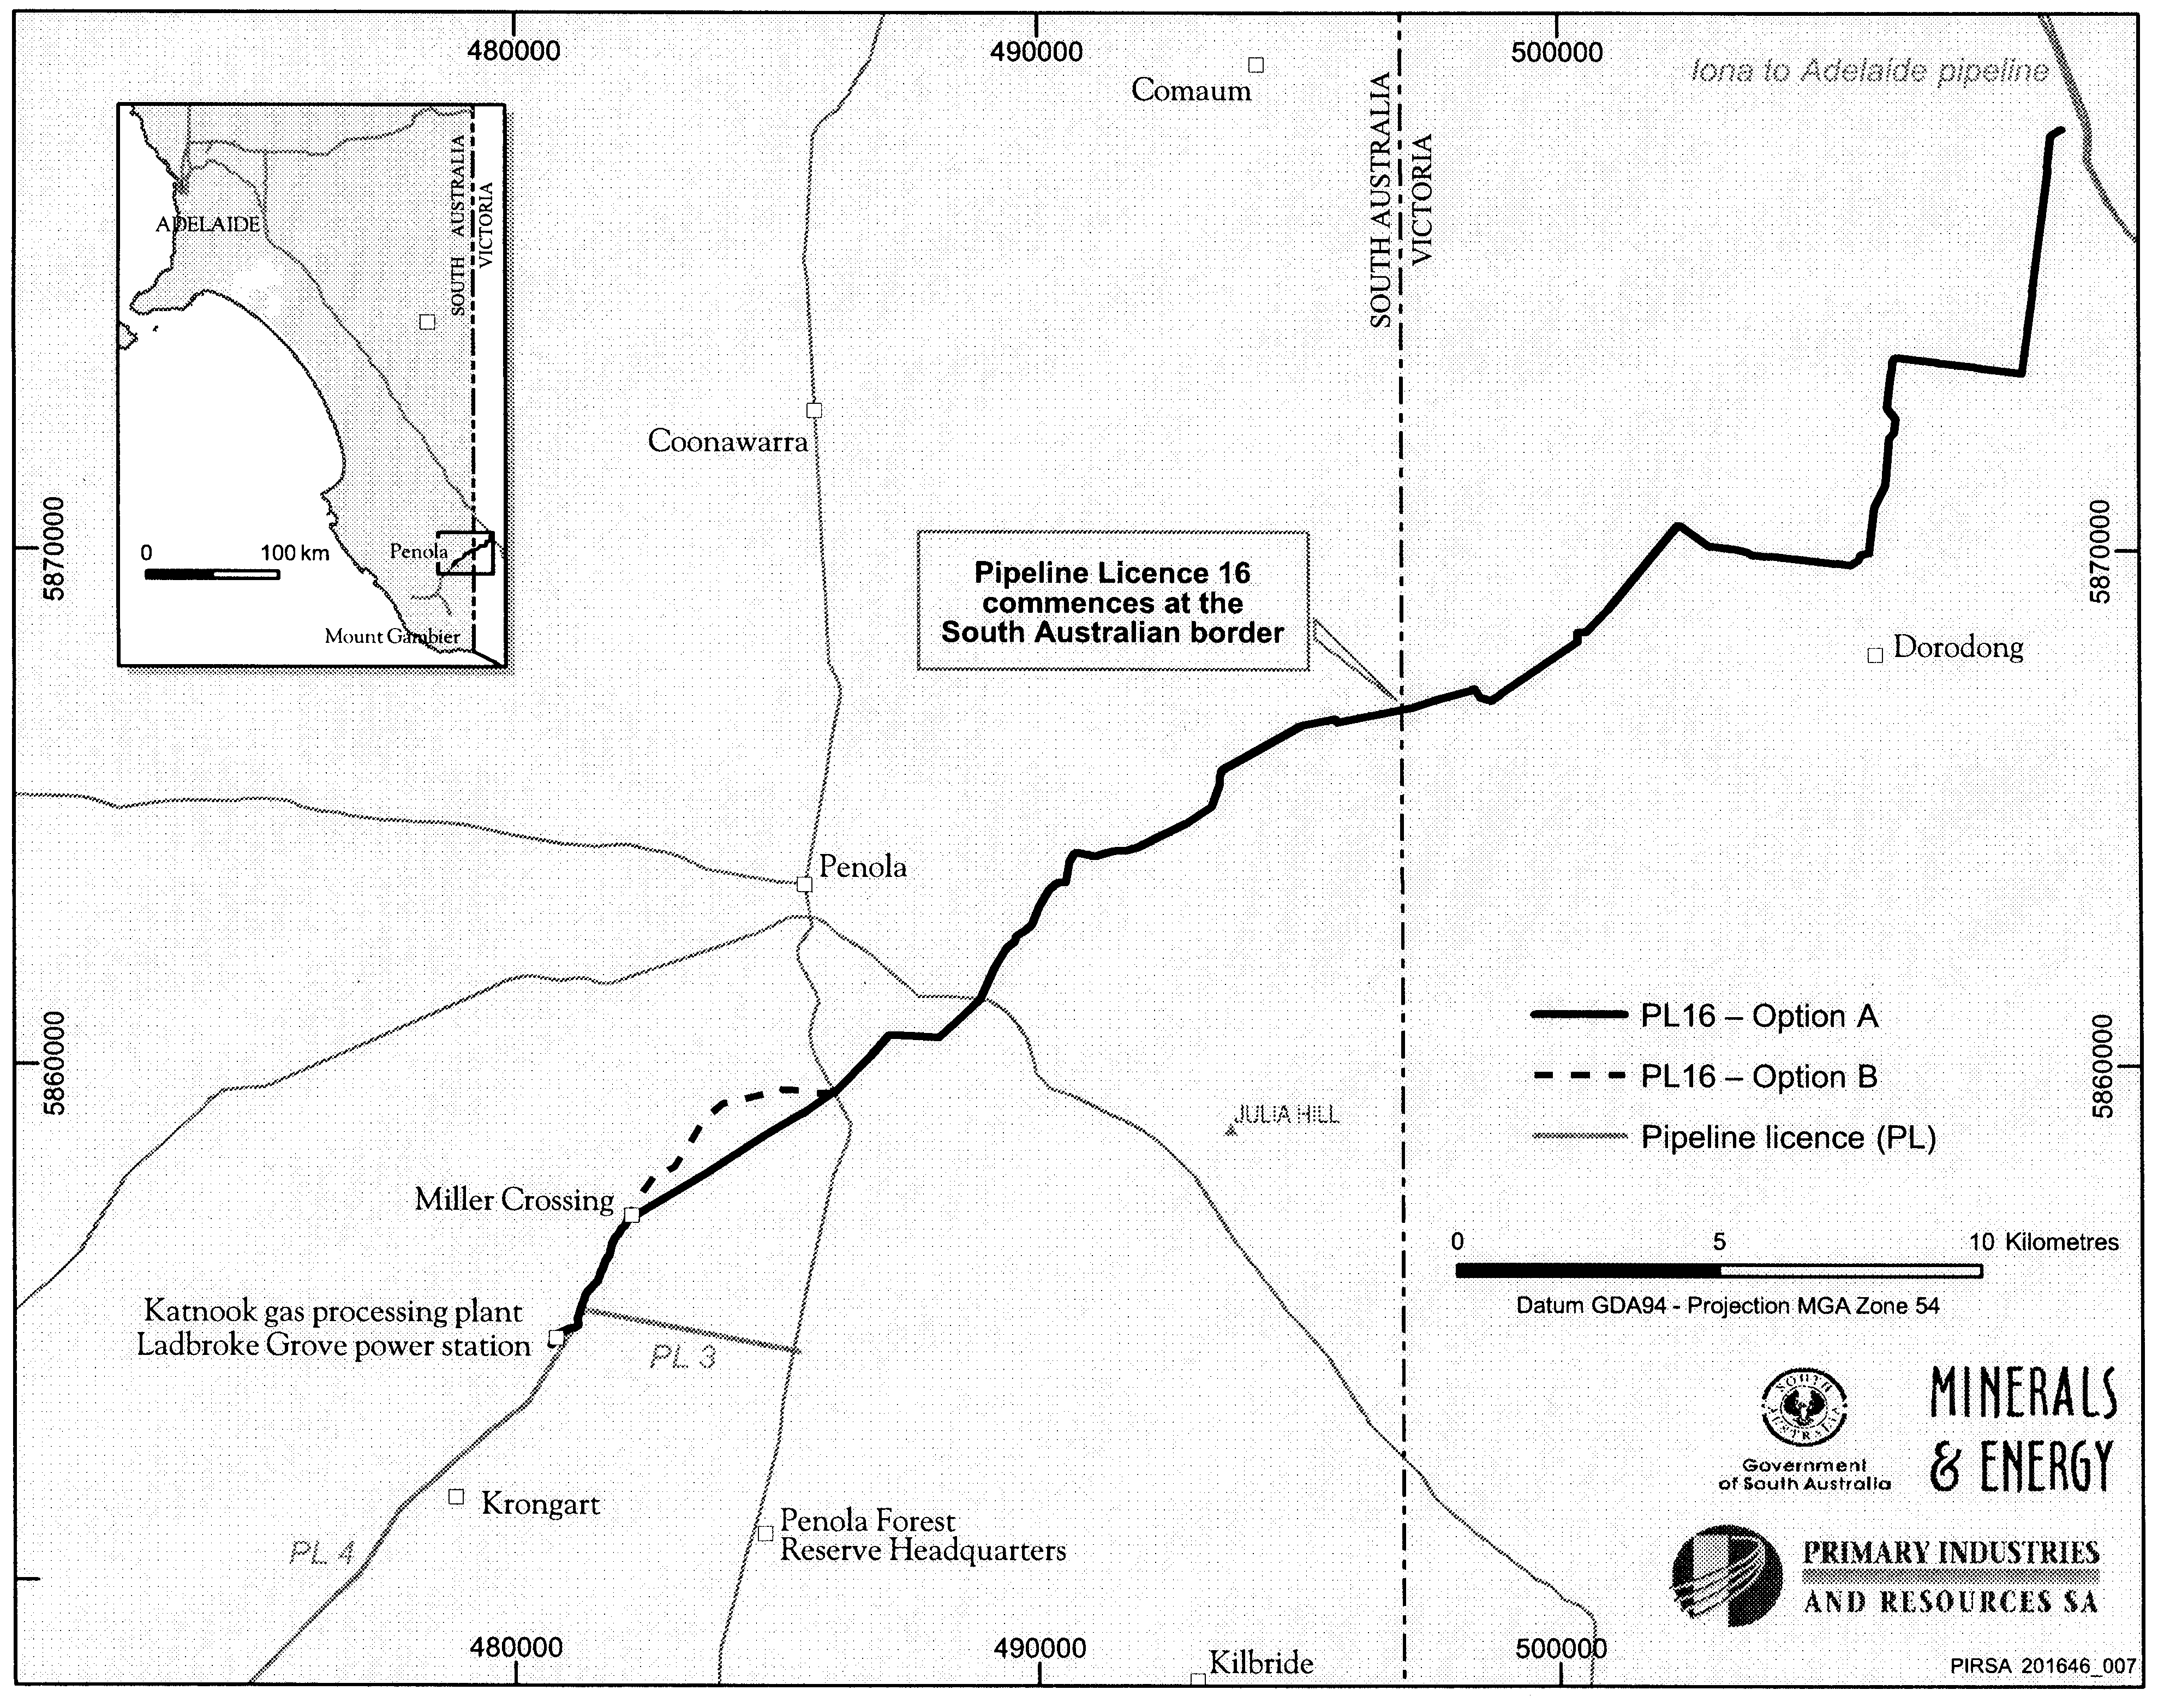 480000
490000
500000
Iona to Adelaide pipeline
Comaum
SOUTH AUSTRALIA
VICTORIA
SOUTH AUSTRALIA
VICTORIA
ADELAIDE
0 100 km
Penola
Mount Gambier
Coonawarra
5870000
5870000
Pipeline Licence 16
commences at the
South Australian border
Dorodong
Penola
5860000
5860000
PL16 – Option A
PL16 – Option B
Pipeline licence (PL)
JULIA HILL
Miller Crossing
0 5 10 Kilometres
Datum GDA94 - Projection MGA Zone 54
Katnook gas processing plant
Ladbroke Grove power station
PL 3
SOUTH
AUSTRALIA
Government
of South Australia
MINERALS
& ENERGY
Krongart
PL 4
Penola Forest
Reserve Headquarters
PRIMARY INDUSTRIES
AND RESOURCES SA
480000
490000
500000
Kilbride
PIRSA 201646_007